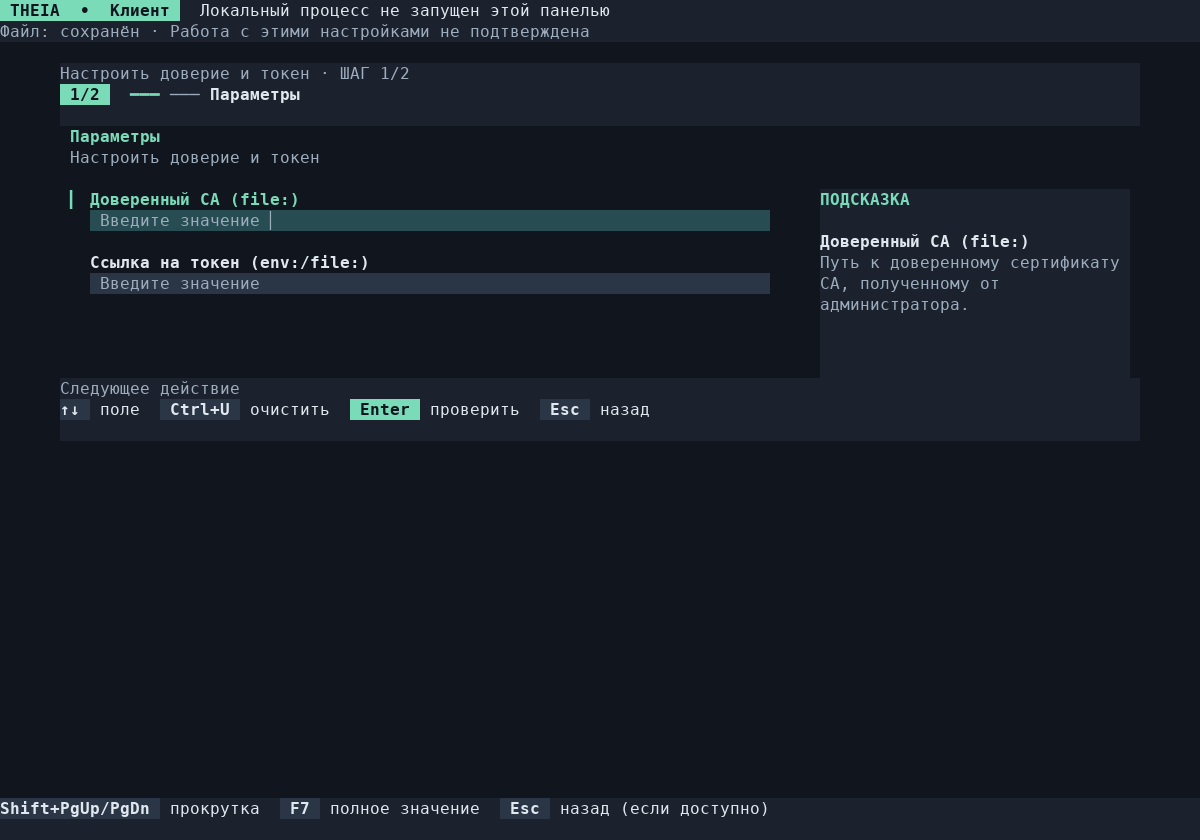 THEIA • Клиент Локальный процесс не запущен этой панелью
Файл: сохранён · Работа с этими настройками не подтверждена
Настроить доверие и токен · ШАГ 1/2
1/2 ━━━ ─── Параметры
Параметры
Настроить доверие и токен
Доверенный CA (file:)
Введите значение
Ссылка на токен (env:/file:)
Введите значение
ПОДСКАЗКА
Доверенный CA (file:)
Путь к доверенному сертификату
CA, полученному от
администратора.
Следующее действие
↑↓ поле Ctrl+U очистить Enter проверить Esc назад
Shift+PgUp/PgDn прокрутка F7 полное значение Esc назад (если доступно)